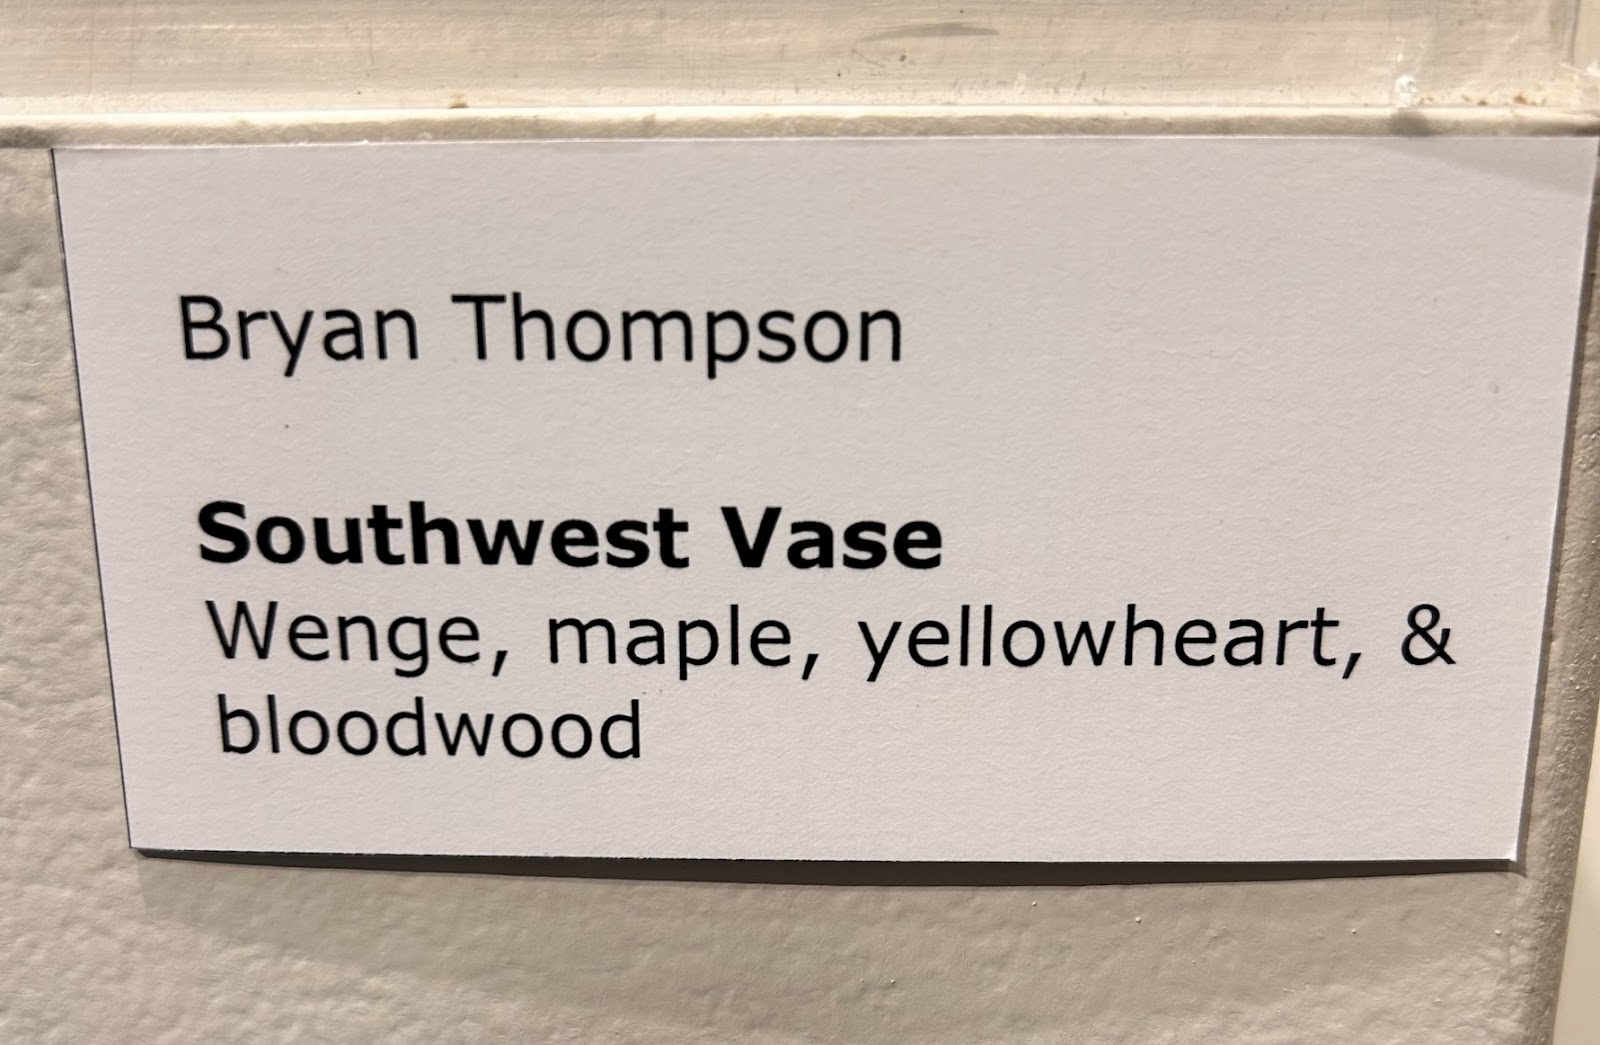 Bryan Thompson
Southwest Vase
Wenge, maple, yellowheart, &
bloodwood